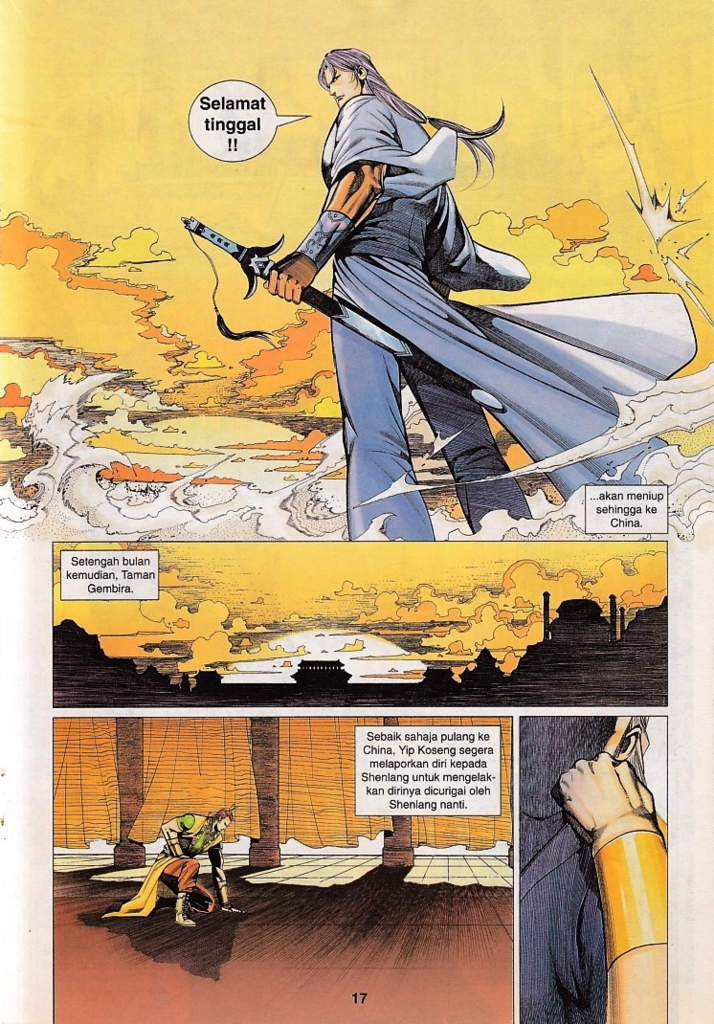 Selamat
tinggal
!!
...akan meniup
sehingga ke
China.
Setengah bulan
kemudian, Taman
Gembira.
Sebaik sahaja pulang ke
China, Yip Koseng segera
melaporkan diri kepada
Shenlang untuk mengelak-
kan dirinya dicurigai oleh
Shenlang nanti.
17